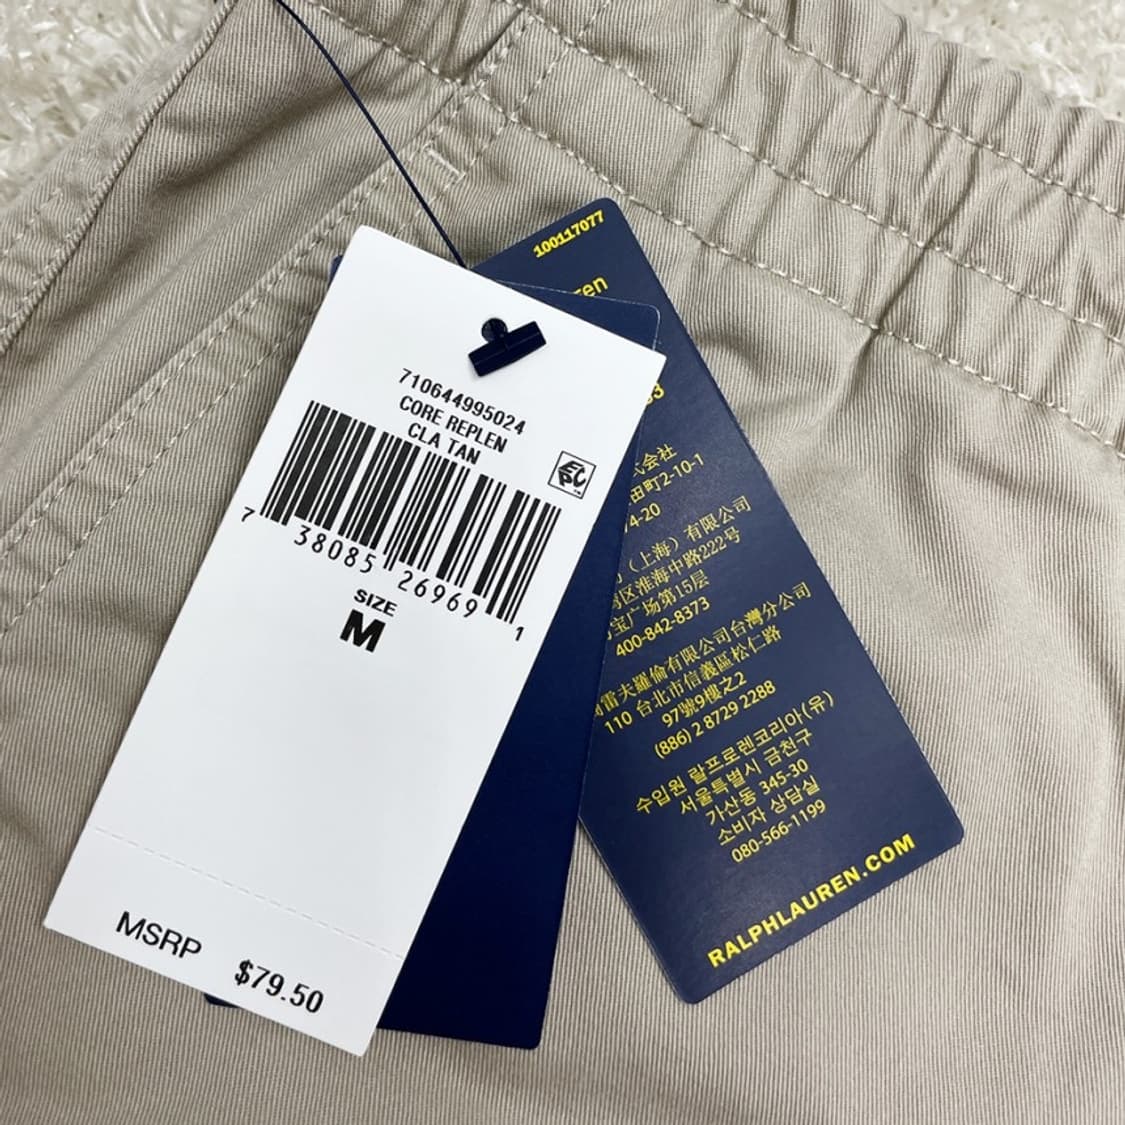 710644995024
CORE REPLEN
CLA TAN
EPC
7 38085 26969 1
SIZE
M
MSRP
$79.50
100117077
en
3
式会社
田町2-10-1
4-20
（上海）有限公司
区淮海中路222号
宝广场第15层
400-842-8373
雷夫羅倫有限公司台灣分公司
110 台北市信義區松仁路
97號9樓之2
(886) 2 8729 2288
수입원 랄프로렌코리아(유)
서울특별시 금천구
가산동 345-30
소비자 상담실
080-566-1199
RALPHLAUREN.COM